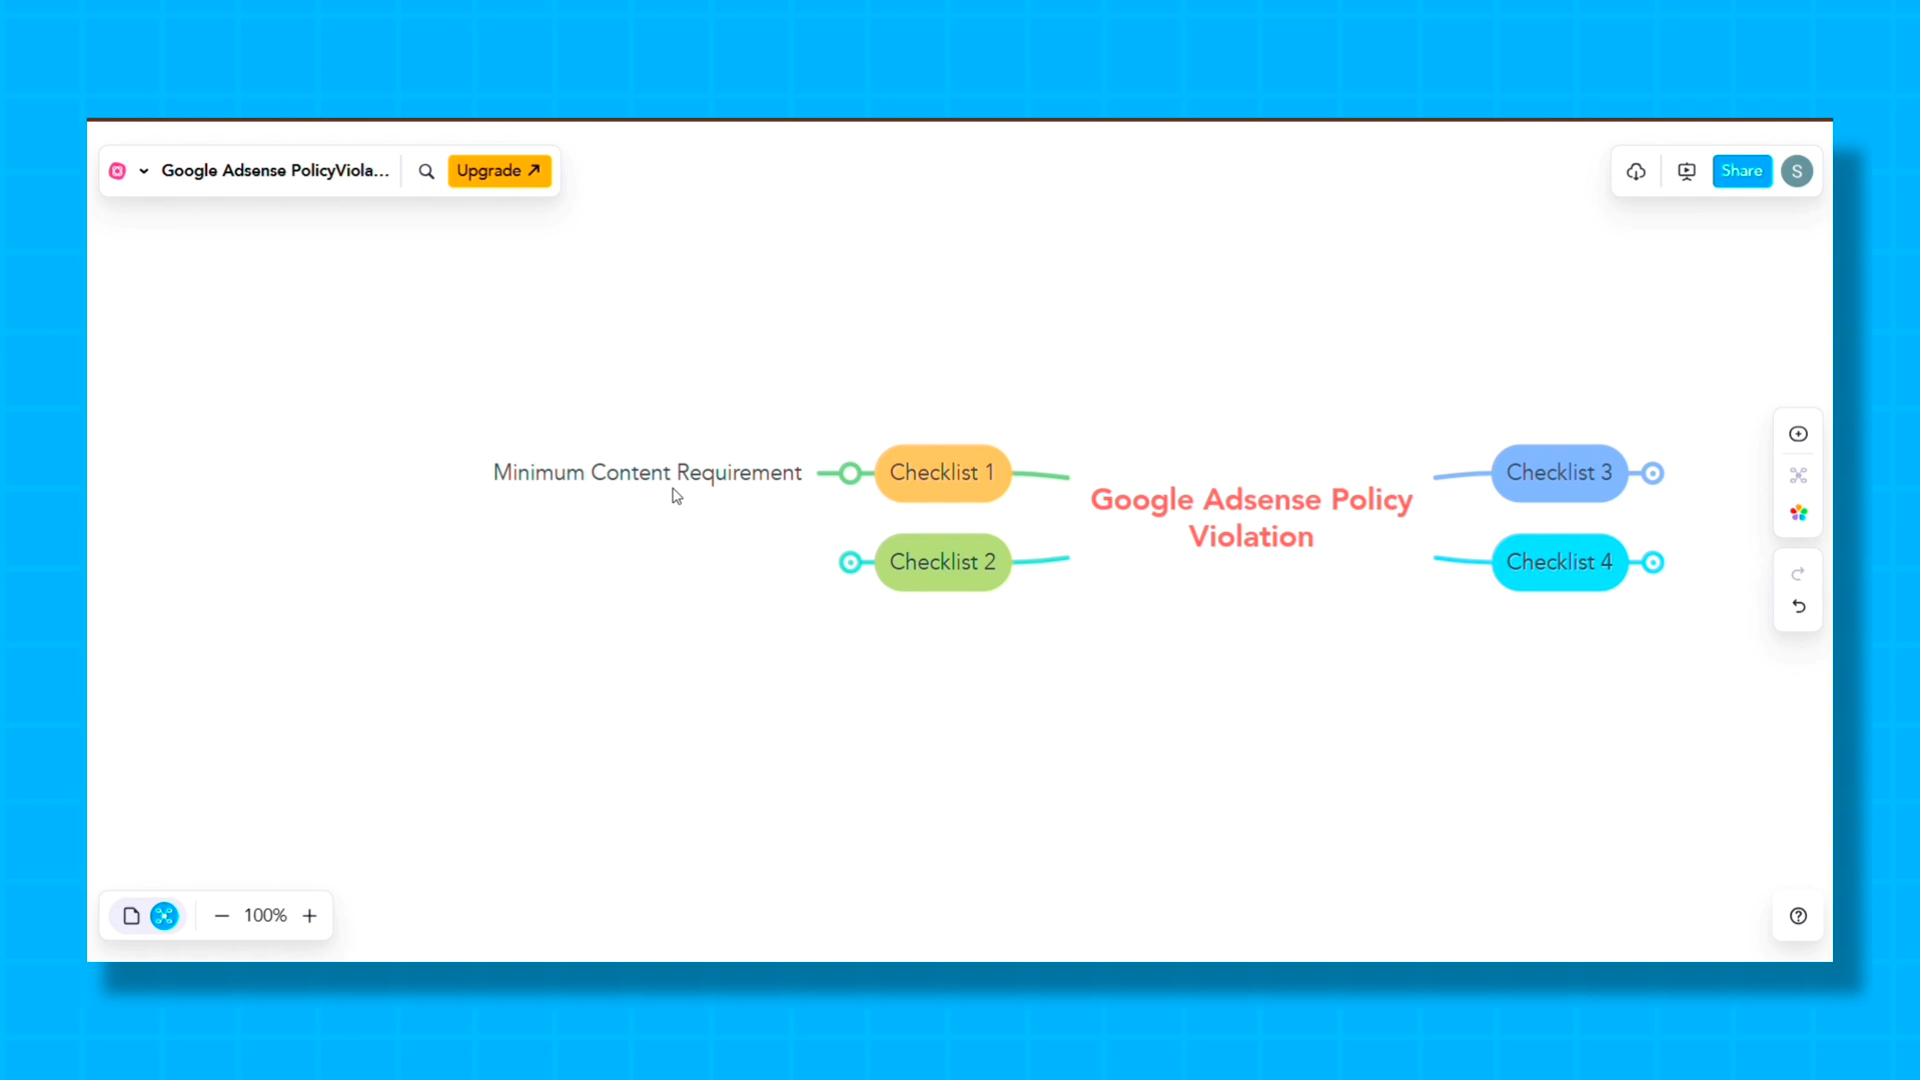 Google Adsense PolicyViola...
Upgrade
Share
S
Minimum Content Requirement
Checklist 1
Checklist 2
Google Adsense Policy
Violation
Checklist 3
Checklist 4
100%